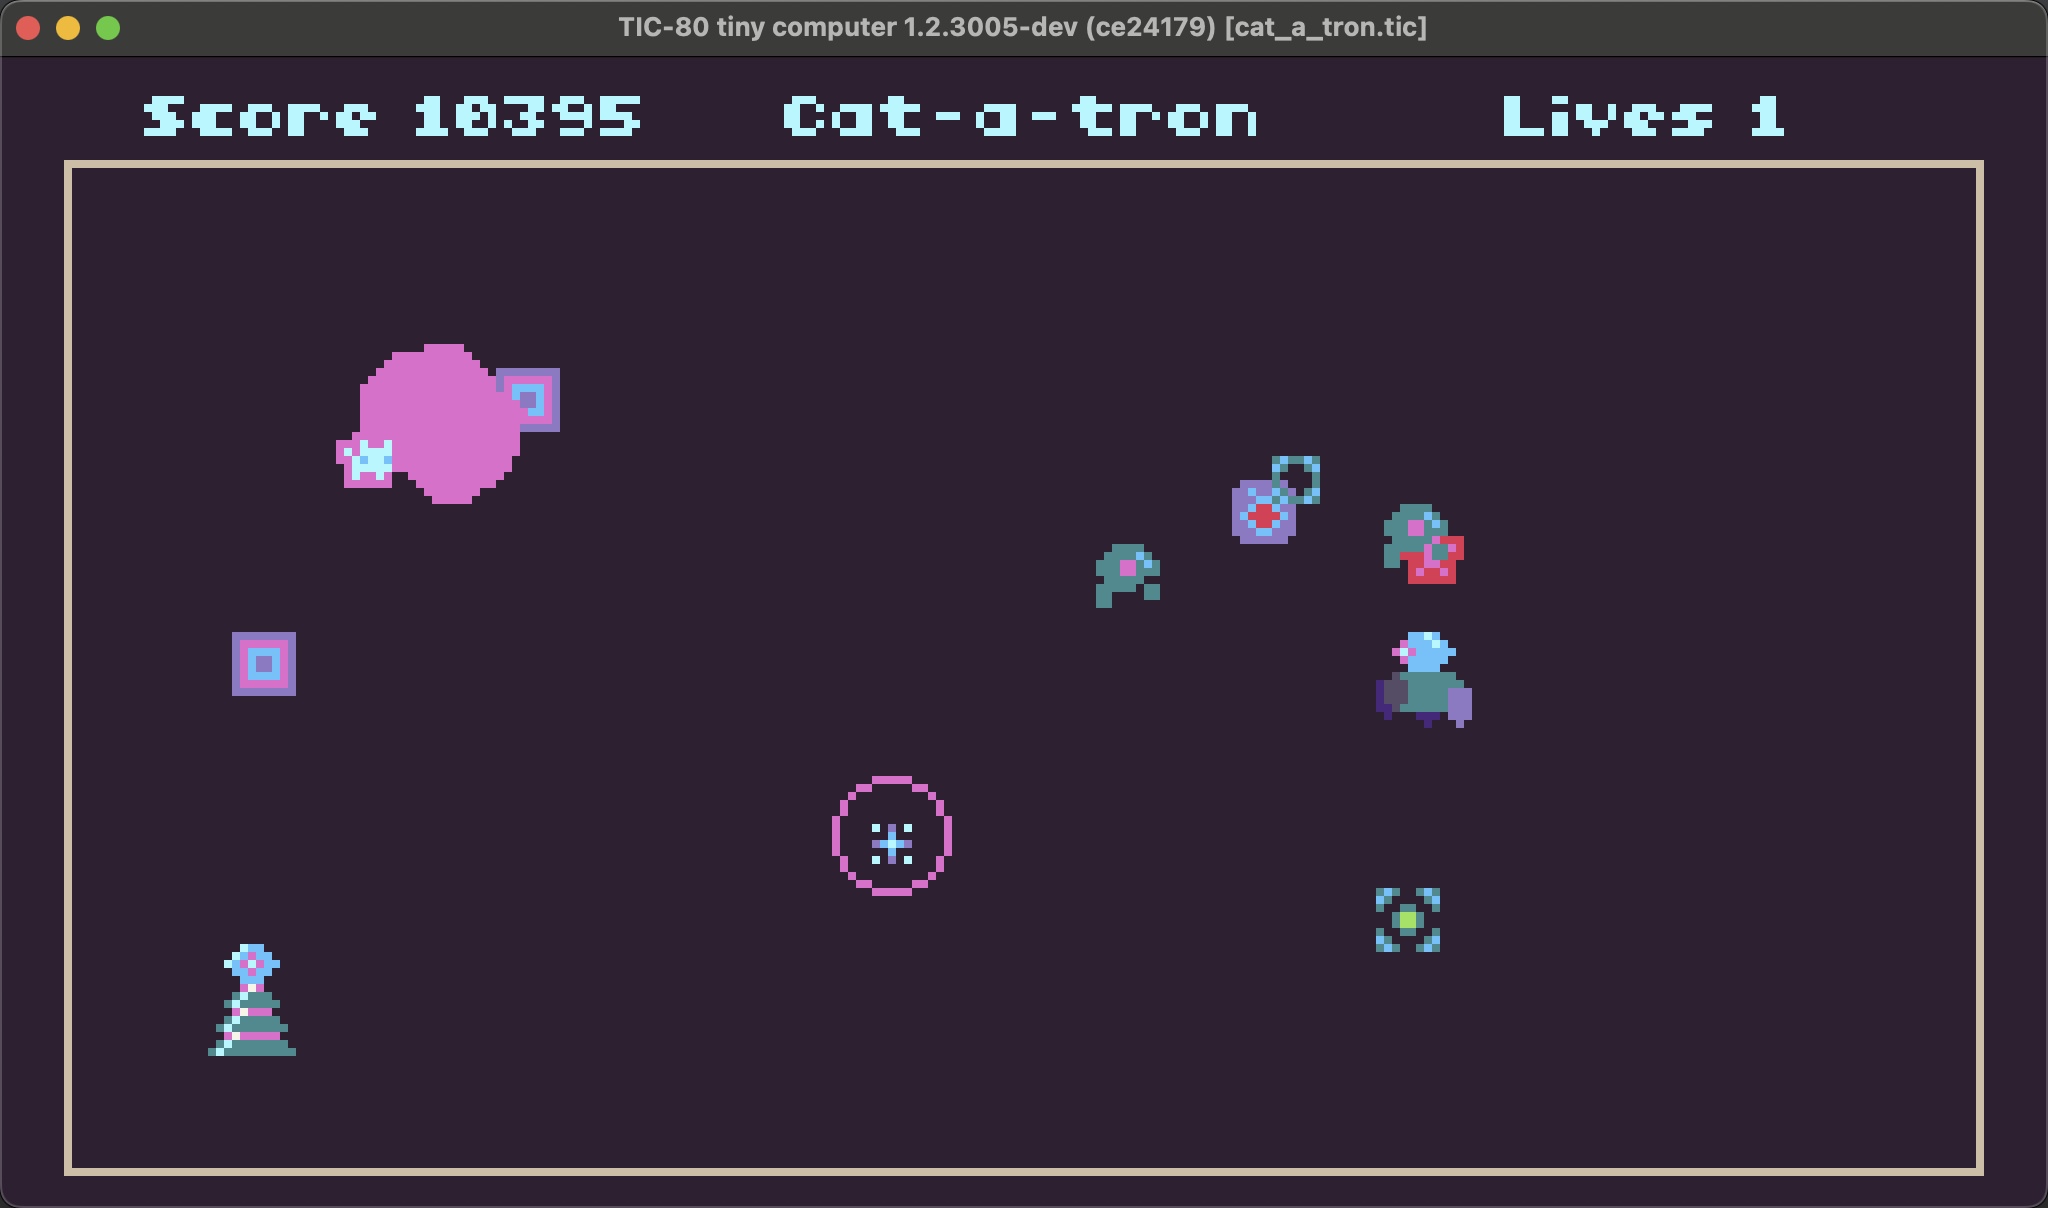 TIC-80 tiny computer 1.2.3005-dev (ce24179) [cat_a_tron.tic]
Score 10395 Cat-a-tron Lives 1